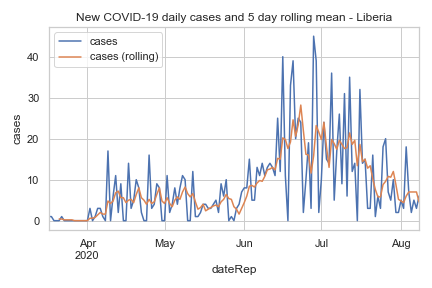 New COVID-19 daily cases and 5 day rolling mean - Liberia
cases
cases (rolling)
cases
40
30
20
10
0
Apr
2020
May
Jun
Jul
Aug
dateRep